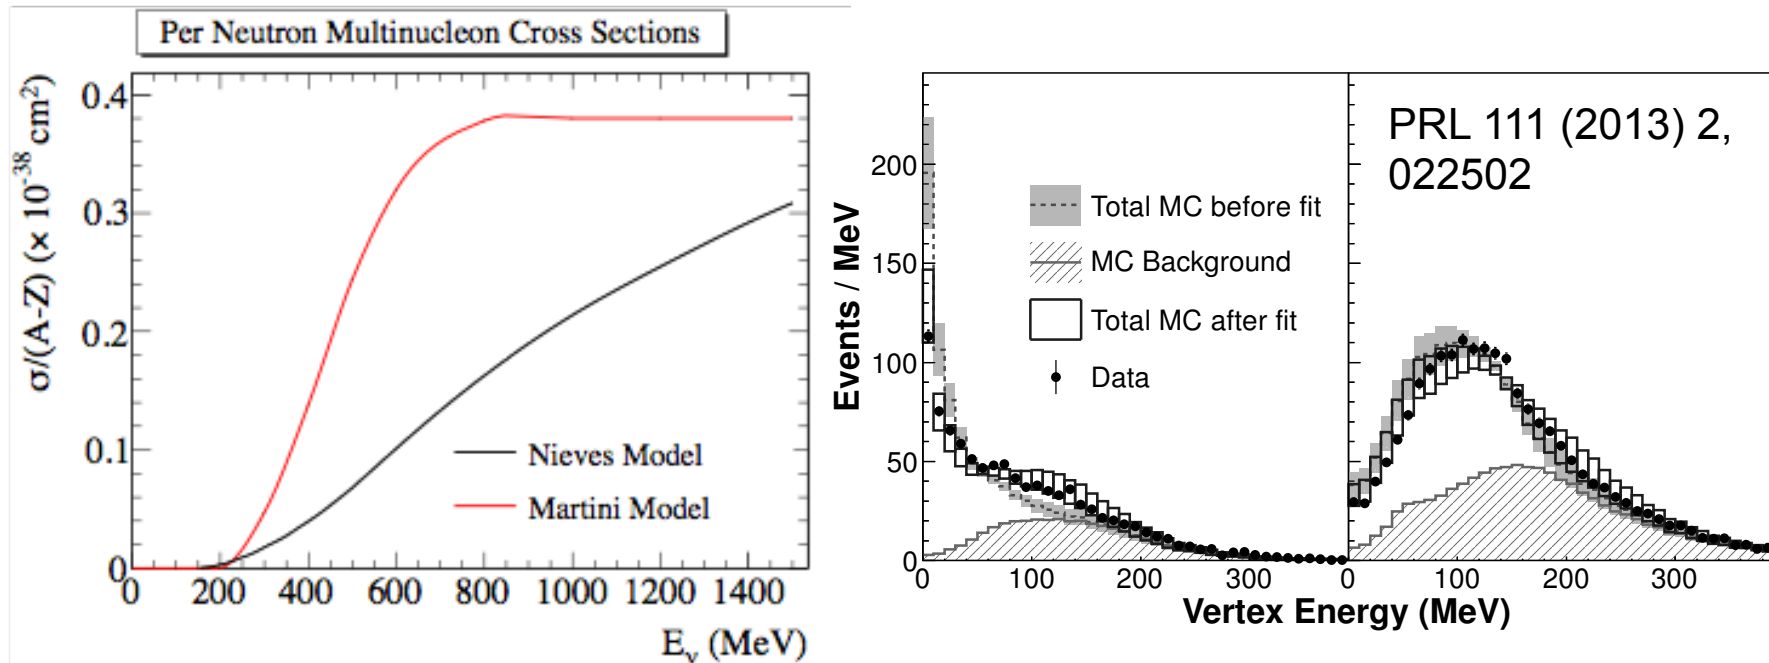 Per Neutron Multinucleon Cross Sections
σ/(A-Z) (× 10⁻³⁸ cm²)
0.4
0.3
0.2
0.1
0
Nieves Model
Martini Model
0 200 400 600 800 1000 1200 1400
E_ν (MeV)
Events / MeV
200
150
100
50
0
Total MC before fit
MC Background
Total MC after fit
Data
PRL 111 (2013) 2,
022502
0 100 200 300 0 100 200 300
Vertex Energy (MeV)